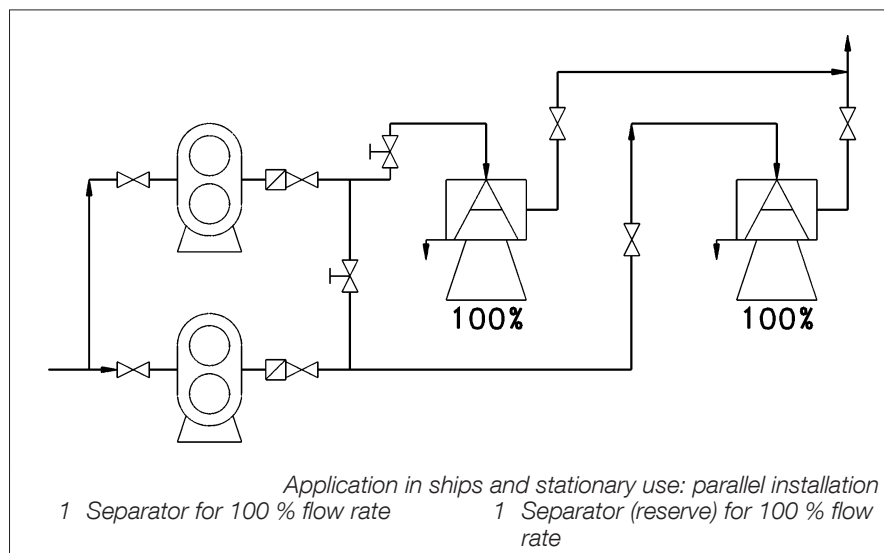 100%
100%
Application in ships and stationary use: parallel installation
1 Separator for 100 % flow rate
1 Separator (reserve) for 100 % flow
rate